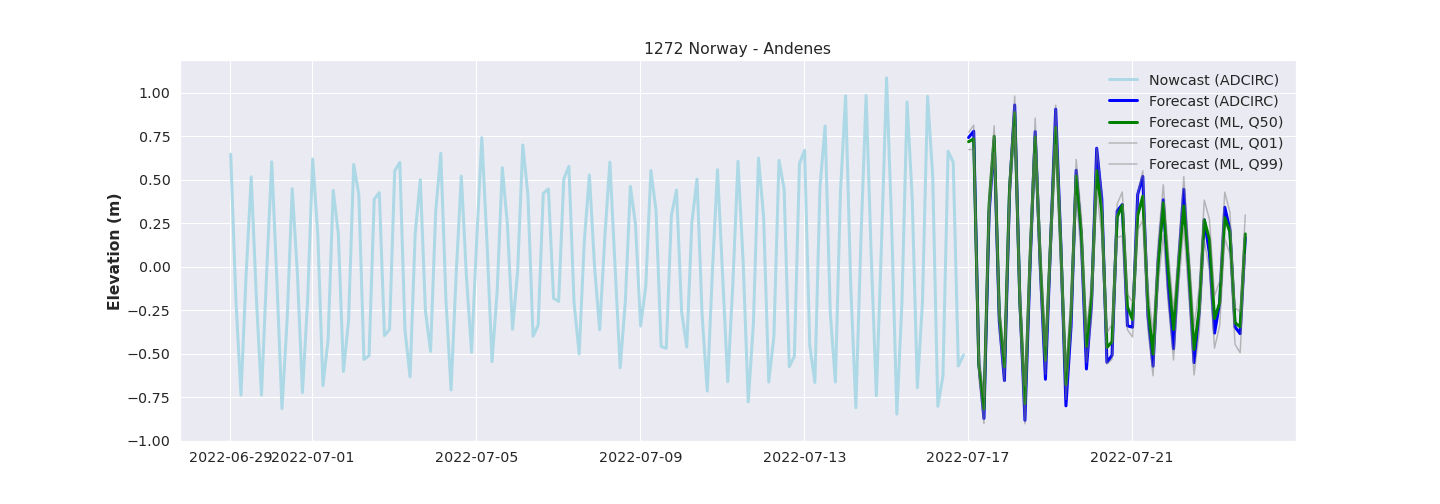 1272 Norway - Andenes
Elevation (m)
1.00
0.75
0.50
0.25
0.00
−0.25
−0.50
−0.75
−1.00
Nowcast (ADCIRC)
Forecast (ADCIRC)
Forecast (ML, Q50)
Forecast (ML, Q01)
Forecast (ML, Q99)
2022-06-29 2022-07-01 2022-07-05 2022-07-09 2022-07-13 2022-07-17 2022-07-21